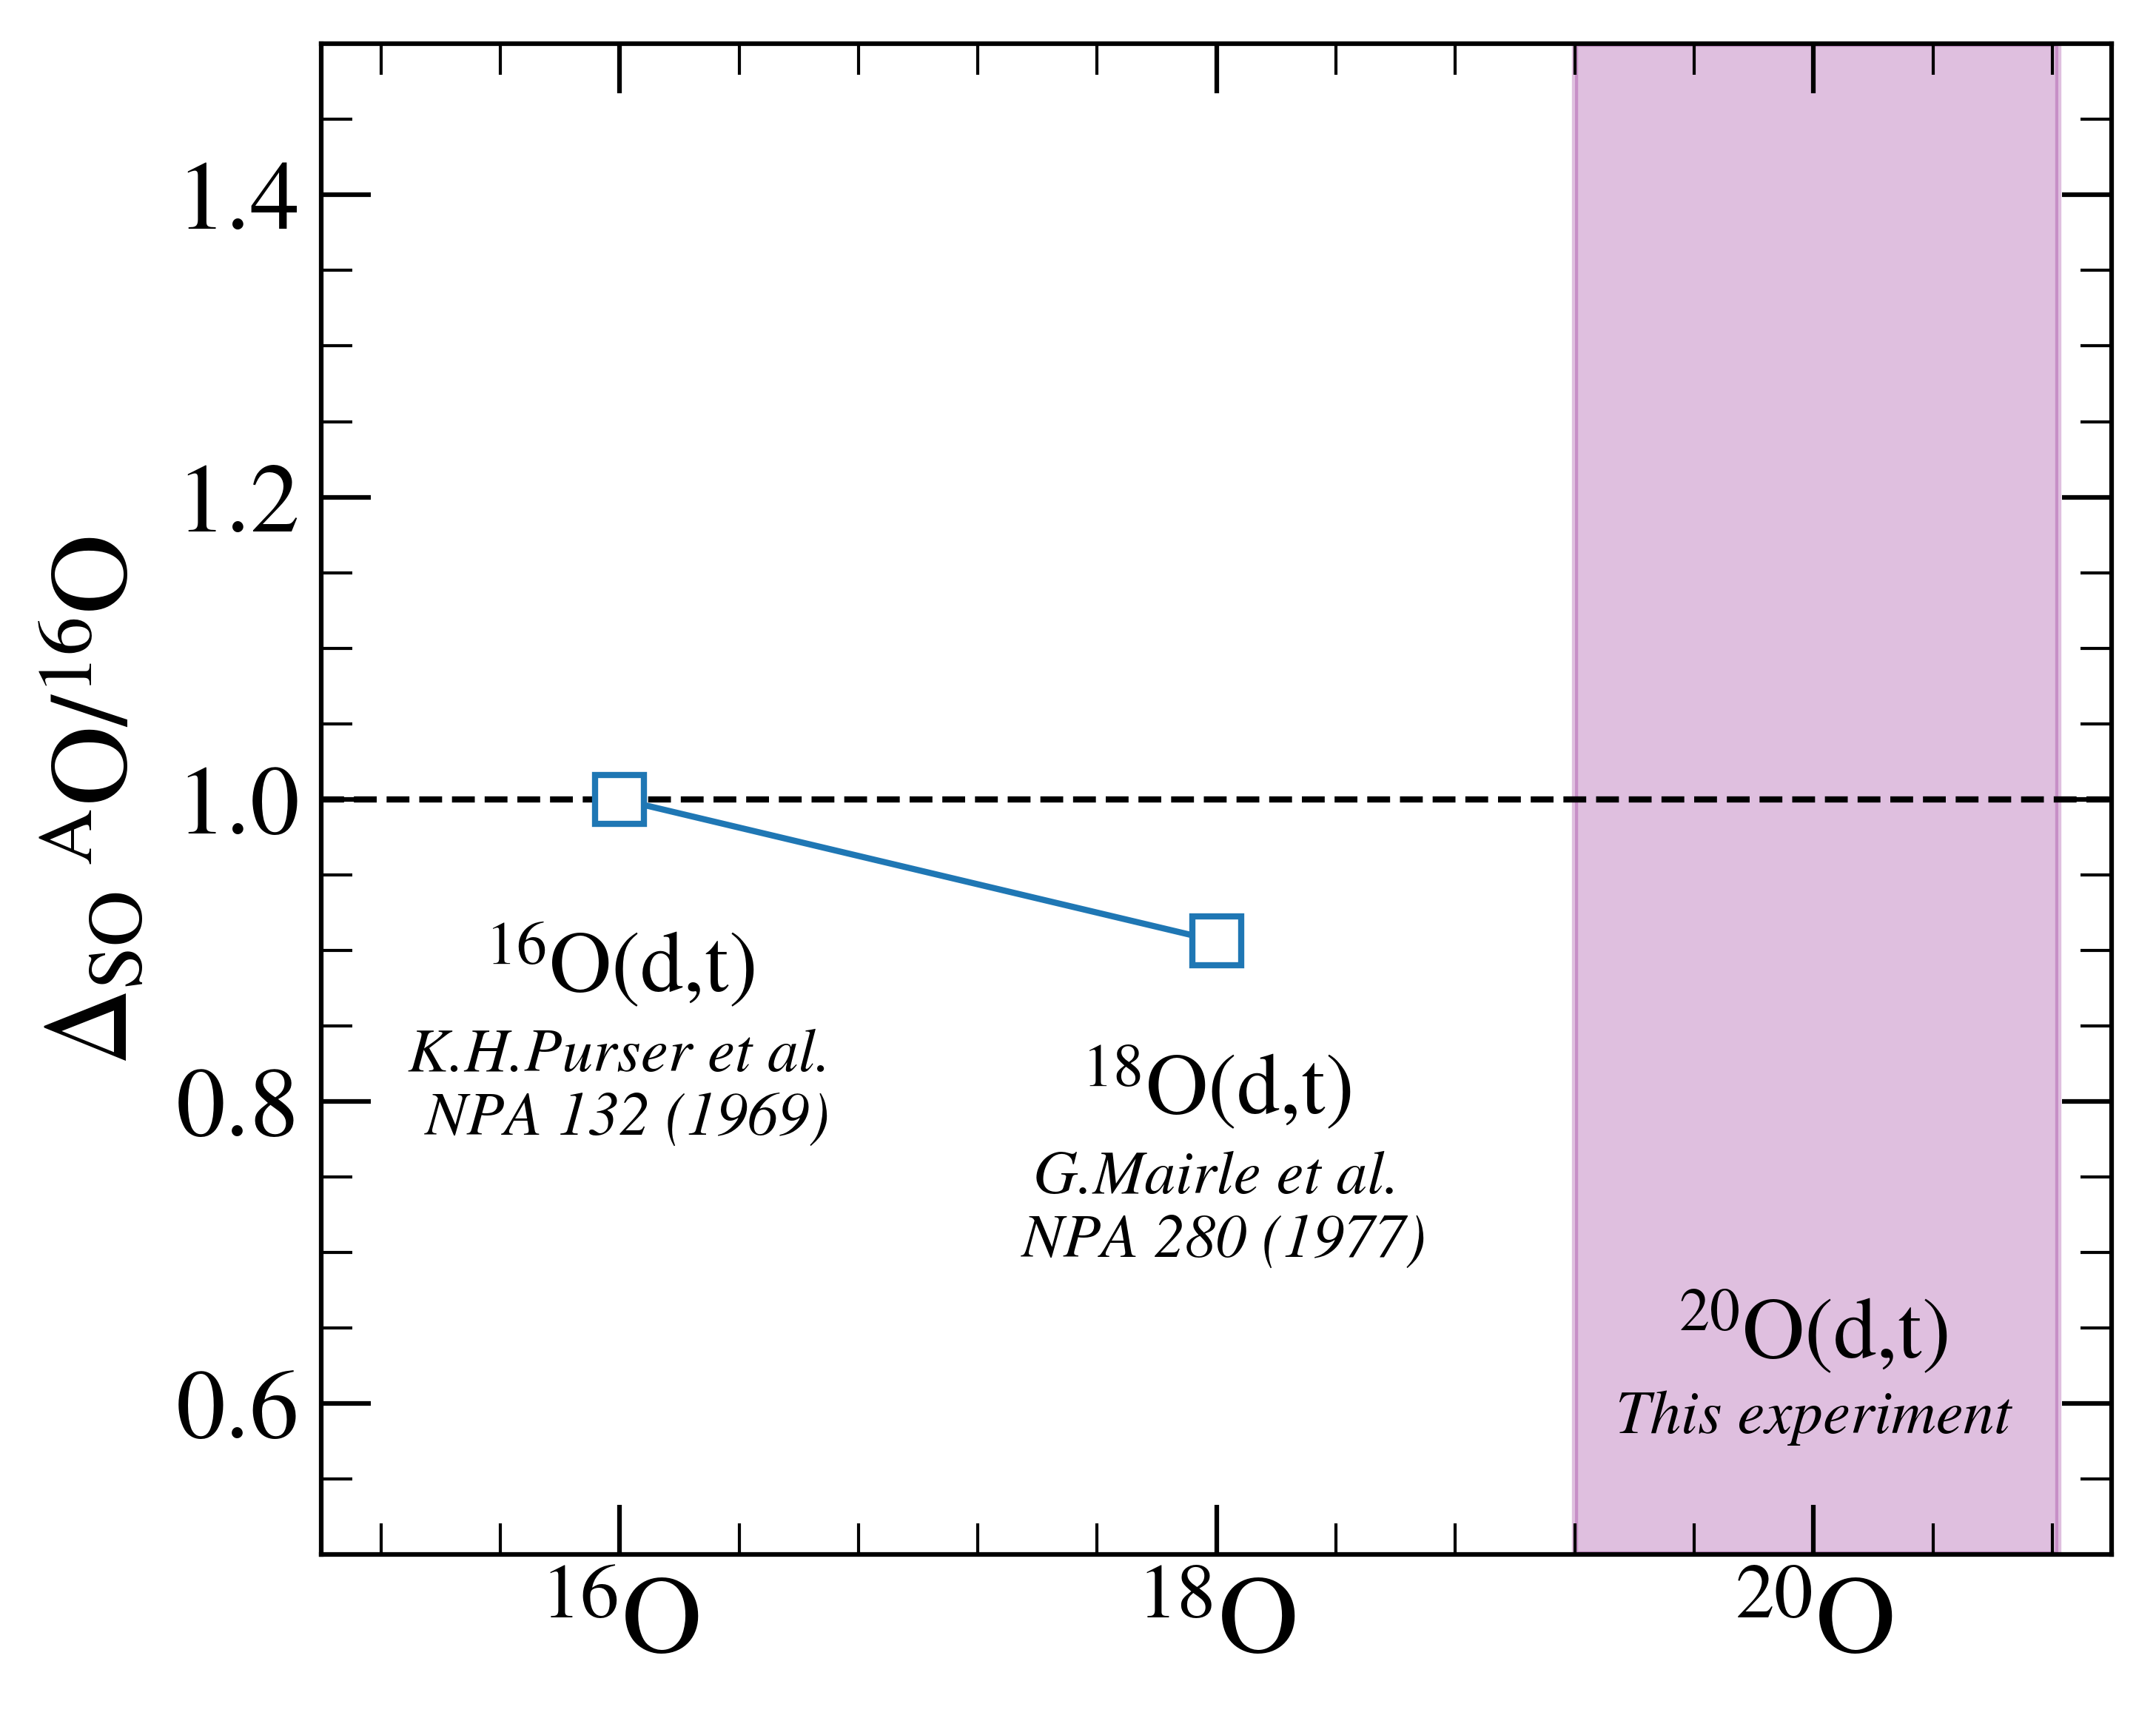 Δso ᴬO/¹⁶O
1.4
1.2
1.0
0.8
0.6
¹⁶O(d,t)
K.H.Purser et al.
NPA 132 (1969)
¹⁸O(d,t)
G.Mairle et al.
NPA 280 (1977)
²⁰O(d,t)
This experiment
¹⁶O
¹⁸O
²⁰O